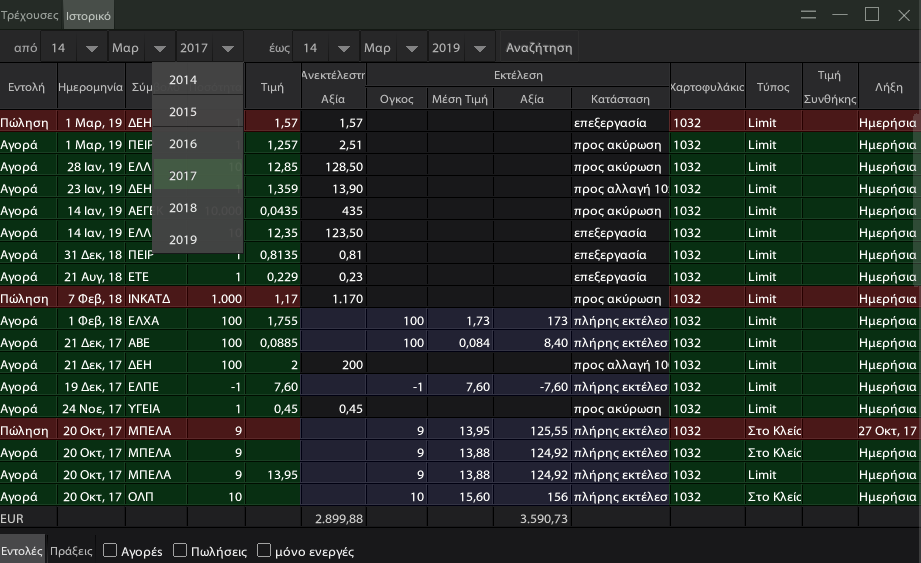 Τρέχουσες Ιστορικό
από 14 Μαρ 2017 έως 14 Μαρ 2019 Αναζήτηση
2014
2015
2016
2017
2018
2019
Ανεκτέλεστη Εκτέλεση Τιμή
Εντολή Ημερομηνία Σύμ Τιμή Χαρτοφυλάκιο Τύπος Λήξη
Αξία Ογκος Μέση Τιμή Αξία Κατάσταση Συνθήκης
Πώληση 1 Μαρ, 19 ΔΕΗ 1,57 1,57 επεξεργασία 1032 Limit Ημερήσια
Αγορά 1 Μαρ, 19 ΠΕΙΡ 1,257 2,51 προς ακύρωση 1032 Limit Ημερήσια
Αγορά 28 Ιαν, 19 ΕΛΛ 10 12,85 128,50 προς ακύρωση 1032 Limit Ημερήσια
Αγορά 23 Ιαν, 19 ΔΕΗ 1,359 13,90 προς αλλαγή 10 1032 Limit Ημερήσια
Αγορά 14 Ιαν, 19 ΑΕΓΕΚ 10.000 0,0435 435 προς ακύρωση 1032 Limit Ημερήσια
Αγορά 14 Ιαν, 19 ΕΛΛ 10 12,35 123,50 επεξεργασία 1032 Limit Ημερήσια
Αγορά 31 Δεκ, 18 ΠΕΙΡ 1 0,8135 0,81 επεξεργασία 1032 Limit Ημερήσια
Αγορά 21 Αυγ, 18 ΕΤΕ 1 0,229 0,23 επεξεργασία 1032 Limit Ημερήσια
Πώληση 7 Φεβ, 18 ΙΝΚΑΤΔ 1.000 1,17 1.170 προς ακύρωση 1032 Limit Ημερήσια
Αγορά 1 Φεβ, 18 ΕΛΧΑ 100 1,755 100 1,73 173 πλήρης εκτέλεσ 1032 Limit Ημερήσια
Αγορά 21 Δεκ, 17 ΑΒΕ 100 0,0885 100 0,084 8,40 πλήρης εκτέλεσ 1032 Limit Ημερήσια
Αγορά 21 Δεκ, 17 ΔΕΗ 100 2 200 προς αλλαγή 10 1032 Limit Ημερήσια
Αγορά 19 Δεκ, 17 ΕΛΠΕ -1 7,60 -1 7,60 -7,60 πλήρης εκτέλεσ 1032 Limit Ημερήσια
Αγορά 24 Νοε, 17 ΥΓΕΙΑ 1 0,45 0,45 προς ακύρωση 1032 Limit Ημερήσια
Πώληση 20 Οκτ, 17 ΜΠΕΛΑ 9 9 13,95 125,55 πλήρης εκτέλεσ 1032 Στο Κλείσ 27 Οκτ, 17
Αγορά 20 Οκτ, 17 ΜΠΕΛΑ 9 9 13,88 124,92 πλήρης εκτέλεσ 1032 Στο Κλείσ Ημερήσια
Αγορά 20 Οκτ, 17 ΜΠΕΛΑ 9 13,95 9 13,88 124,92 πλήρης εκτέλεσ 1032 Limit Ημερήσια
Αγορά 20 Οκτ, 17 ΟΛΠ 10 10 15,60 156 πλήρης εκτέλεσ 1032 Στο Κλείσ Ημερήσια
EUR 2.899,88 3.590,73
Εντολές Πράξεις Αγορές Πωλήσεις μόνο ενεργές